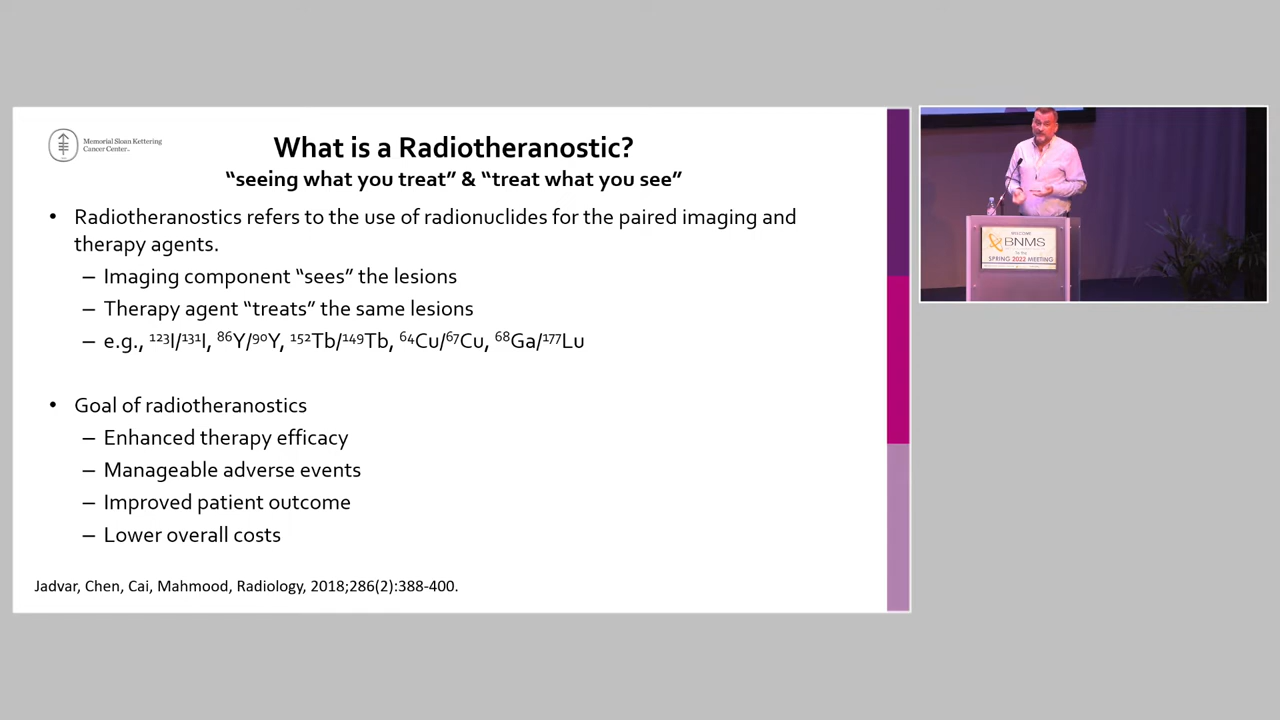 Memorial Sloan Kettering
Cancer Center
What is a Radiotheranostic?
“seeing what you treat” & “treat what you see”
• Radiotheranostics refers to the use of radionuclides for the paired imaging and
therapy agents.
– Imaging component “sees” the lesions
– Therapy agent “treats” the same lesions
– e.g., ¹²³I/¹³¹I, ⁸⁶Y/⁹⁰Y, ¹⁵²Tb/¹⁴⁹Tb, ⁶⁴Cu/⁶⁷Cu, ⁶⁸Ga/¹⁷⁷Lu
• Goal of radiotheranostics
– Enhanced therapy efficacy
– Manageable adverse events
– Improved patient outcome
– Lower overall costs
Jadvar, Chen, Cai, Mahmood, Radiology, 2018;286(2):388-400.
WELCOME
BNMS
to the
SPRING 2022 MEETING